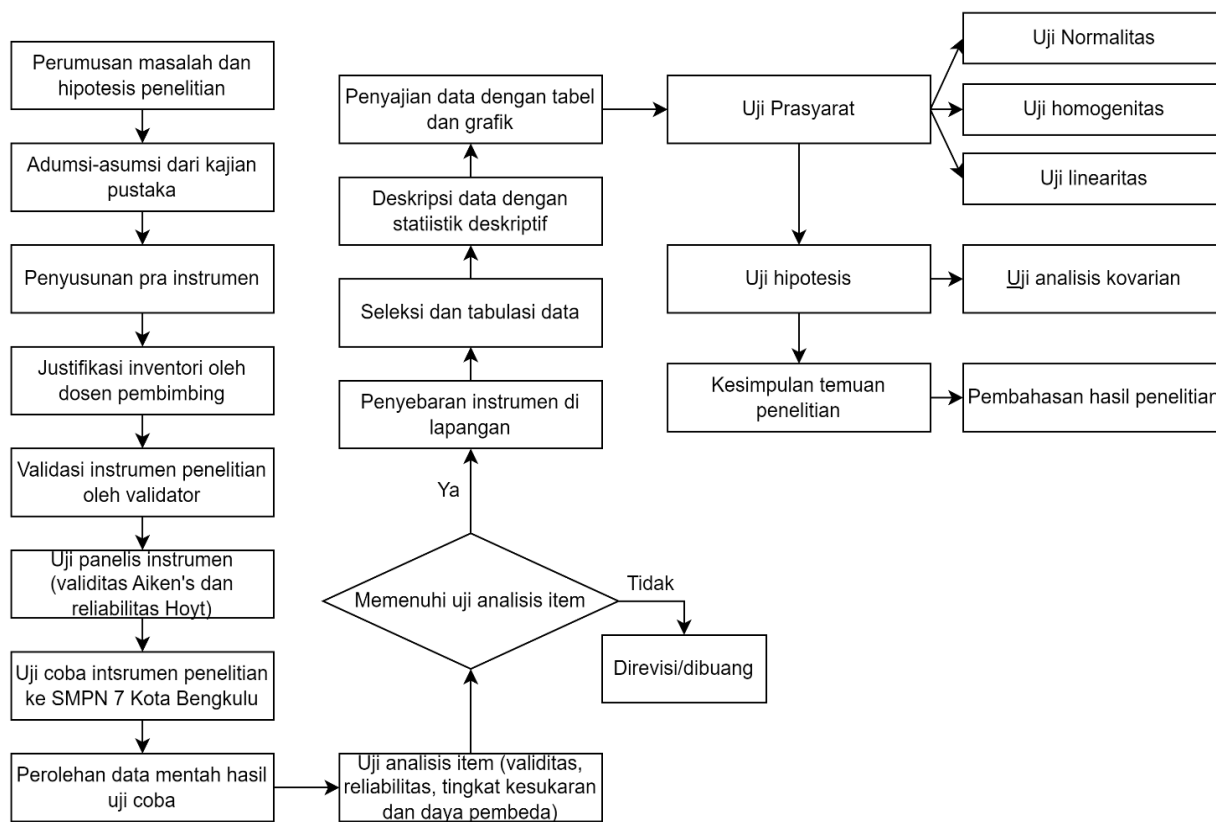 Perumusan masalah dan
hipotesis penelitian
Adumsi-asumsi dari kajian
pustaka
Penyusunan pra instrumen
Justifikasi inventori oleh
dosen pembimbing
Validasi instrumen penelitian
oleh validator
Uji panelis instrumen
(validitas Aiken's dan
reliabilitas Hoyt)
Uji coba intsrumen penelitian
ke SMPN 7 Kota Bengkulu
Perolehan data mentah hasil
uji coba
Uji analisis item (validitas,
reliabilitas, tingkat kesukaran
dan daya pembeda)
Memenuhi uji analisis item
Tidak
Direvisi/dibuang
Ya
Penyebaran instrumen di
lapangan
Seleksi dan tabulasi data
Deskripsi data dengan
statiistik deskriptif
Penyajian data dengan tabel
dan grafik
Uji Prasyarat
Uji Normalitas
Uji homogenitas
Uji linearitas
Uji hipotesis
Uji analisis kovarian
Kesimpulan temuan
penelitian
Pembahasan hasil penelitian